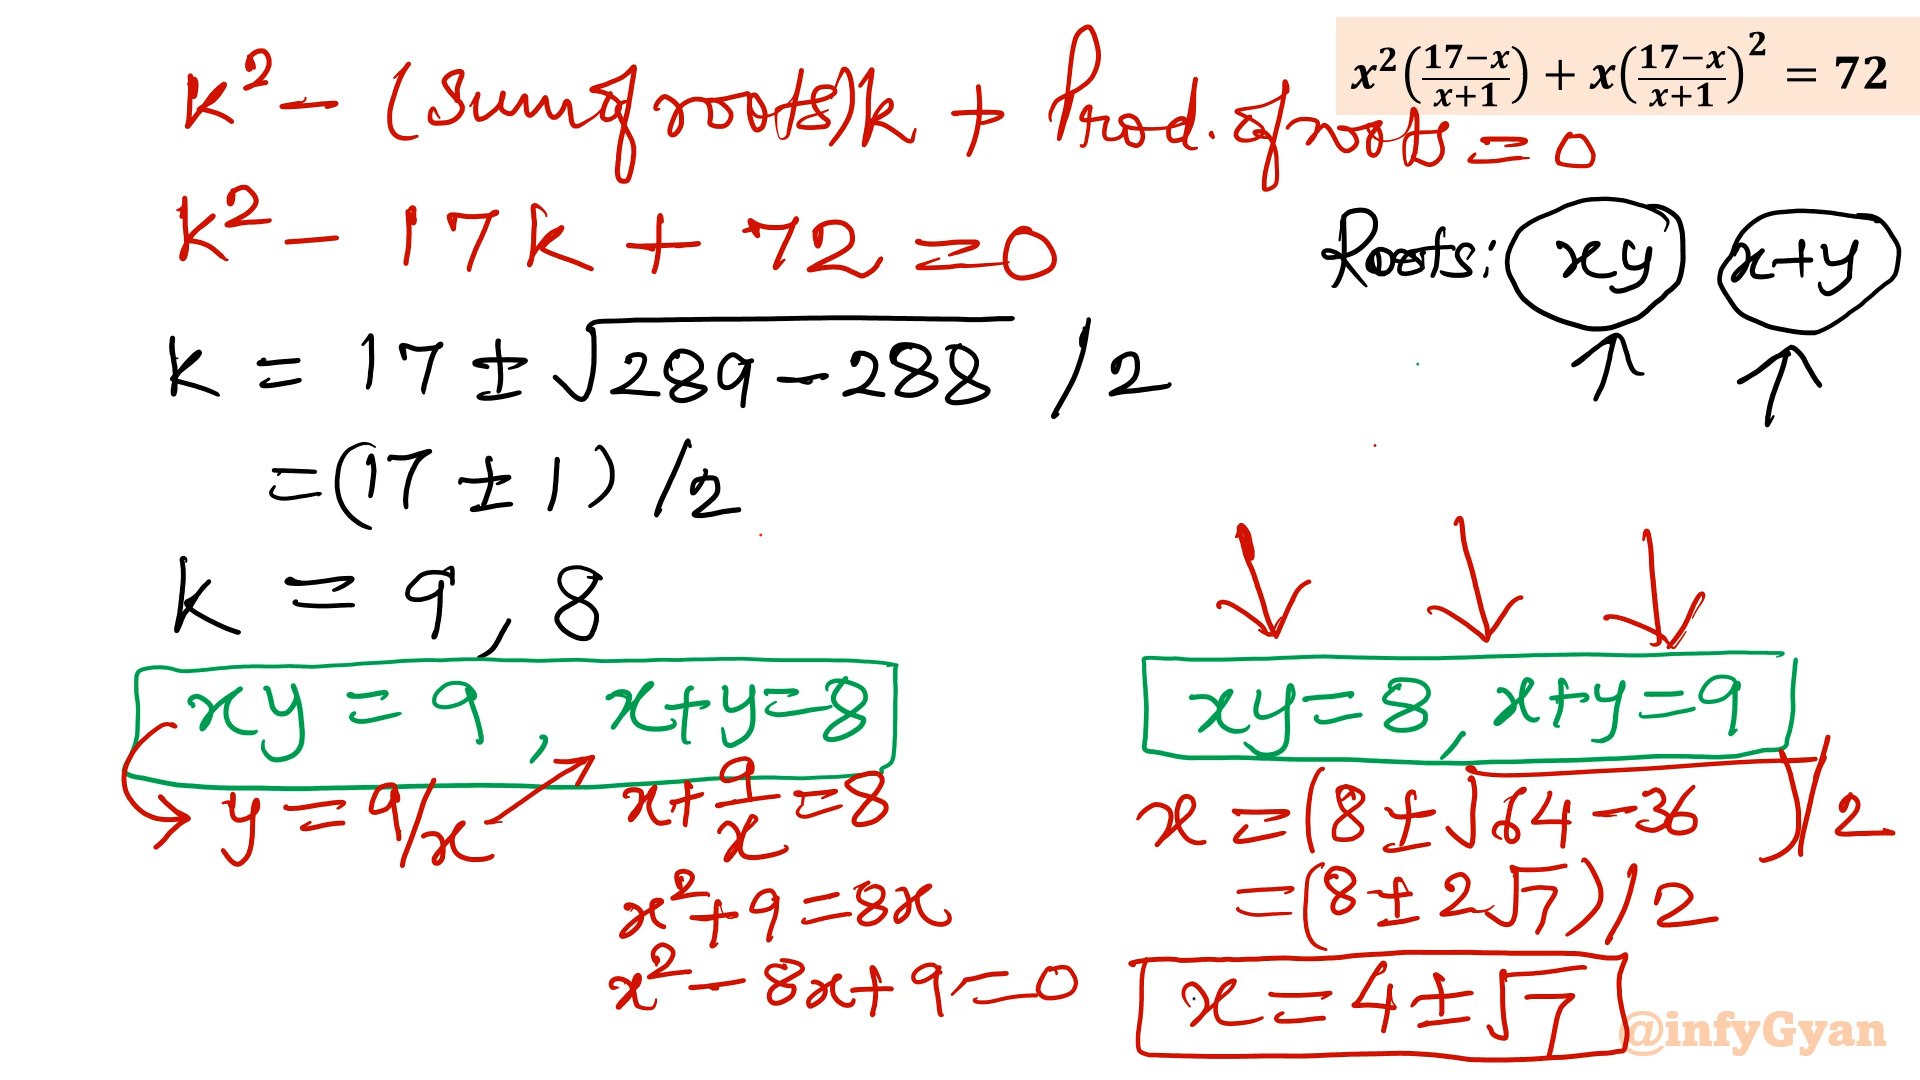 x²((17−x)/(x+1)) + x((17−x)/(x+1))² = 72
k² − (Sum of roots)k + Prod. of roots = 0
k² − 17k + 72 = 0
Roots: xy x+y
k = 17 ± √(289 − 288) / 2
= (17 ± 1) / 2
k = 9, 8
xy = 9, x+y = 8
y = 9/x
x + 9/x = 8
x² + 9 = 8x
x² − 8x + 9 = 0
xy = 8, x+y = 9
x = (8 ± √(64 − 36)) / 2
= (8 ± 2√7) / 2
x = 4 ± √7
@infyGyan